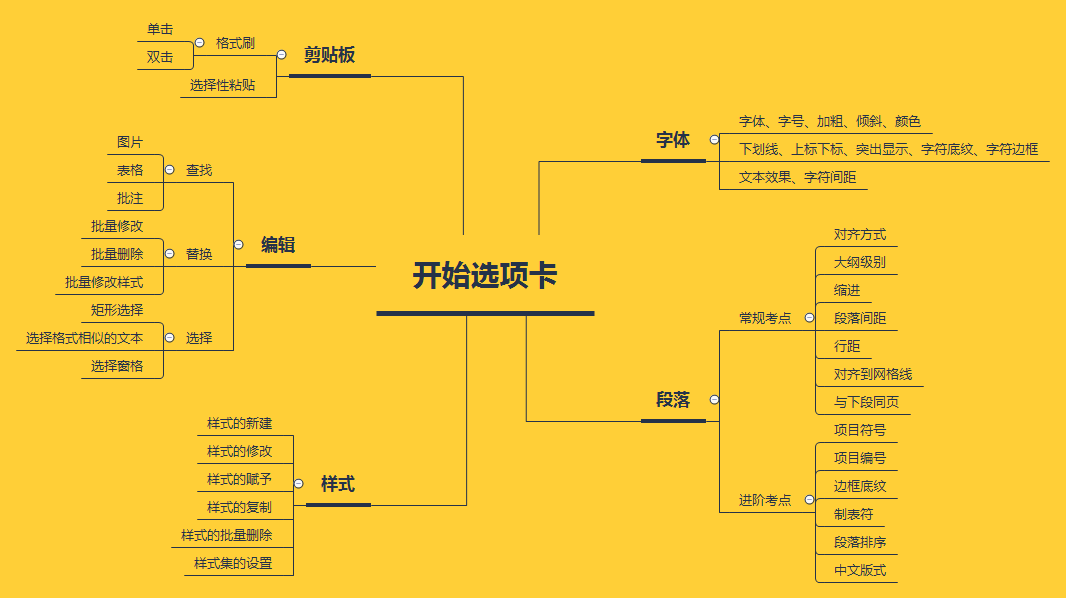 开始选项卡
剪贴板
格式刷
单击
双击
选择性粘贴
字体
字体、字号、加粗、倾斜、颜色
下划线、上标下标、突出显示、字符底纹、字符边框
文本效果、字符间距
编辑
查找
图片
表格
批注
替换
批量修改
批量删除
批量修改样式
选择
矩形选择
选择格式相似的文本
选择窗格
段落
常规考点
对齐方式
大纲级别
缩进
段落间距
行距
对齐到网格线
与下段同页
进阶考点
项目符号
项目编号
边框底纹
制表符
段落排序
中文版式
样式
样式的新建
样式的修改
样式的赋予
样式的复制
样式的批量删除
样式集的设置